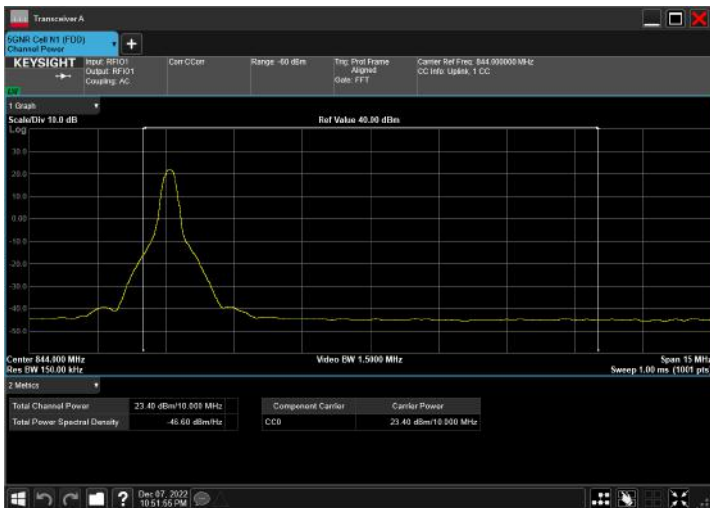 Transceiver A
5GNR Cell N1 (FDD)
Channel Power
KEYSIGHT
Input: RFIO1
Output: RFIO1
Coupling: AC
Corr CCorr
Range: -60 dBm
Trig: Prot Frame
Aligned
Gate: FFT
Carrier Ref Freq: 844.000000 MHz
CC Info: Uplink, 1 CC
1 Graph
Scale/Div 10.0 dB
Ref Value 40.00 dBm
Log
30.0
20.0
10.0
0.00
-10.0
-20.0
-30.0
-40.0
-50.0
Center 844.000 MHz
Video BW 1.5000 MHz
Span 15 MHz
Res BW 150.00 kHz
Sweep 1.00 ms (1001 pts
2 Metrics
Total Channel Power 23.40 dBm/10.000 MHz
Total Power Spectral Density -46.60 dBm/Hz
Component Carrier Carrier Power
CC0 23.40 dBm/10.000 MHz
Dec 07, 2022
10:51:55 PM